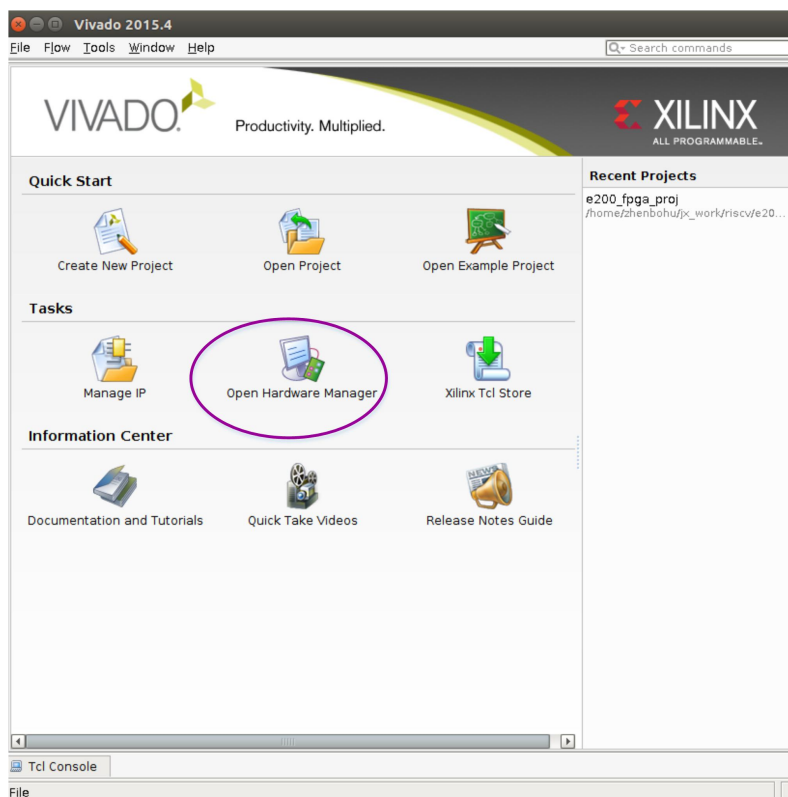 Vivado 2015.4
File Flow Tools Window Help
Search commands
VIVADO.
Productivity. Multiplied.
XILINX
ALL PROGRAMMABLE™
Quick Start
Create New Project
Open Project
Open Example Project
Tasks
Manage IP
Open Hardware Manager
Xilinx Tcl Store
Information Center
NEWS
Documentation and Tutorials
Quick Take Videos
Release Notes Guide
Recent Projects
e200_fpga_proj
/home/zhenbohu/jx_work/riscv/e20...
Tcl Console
File